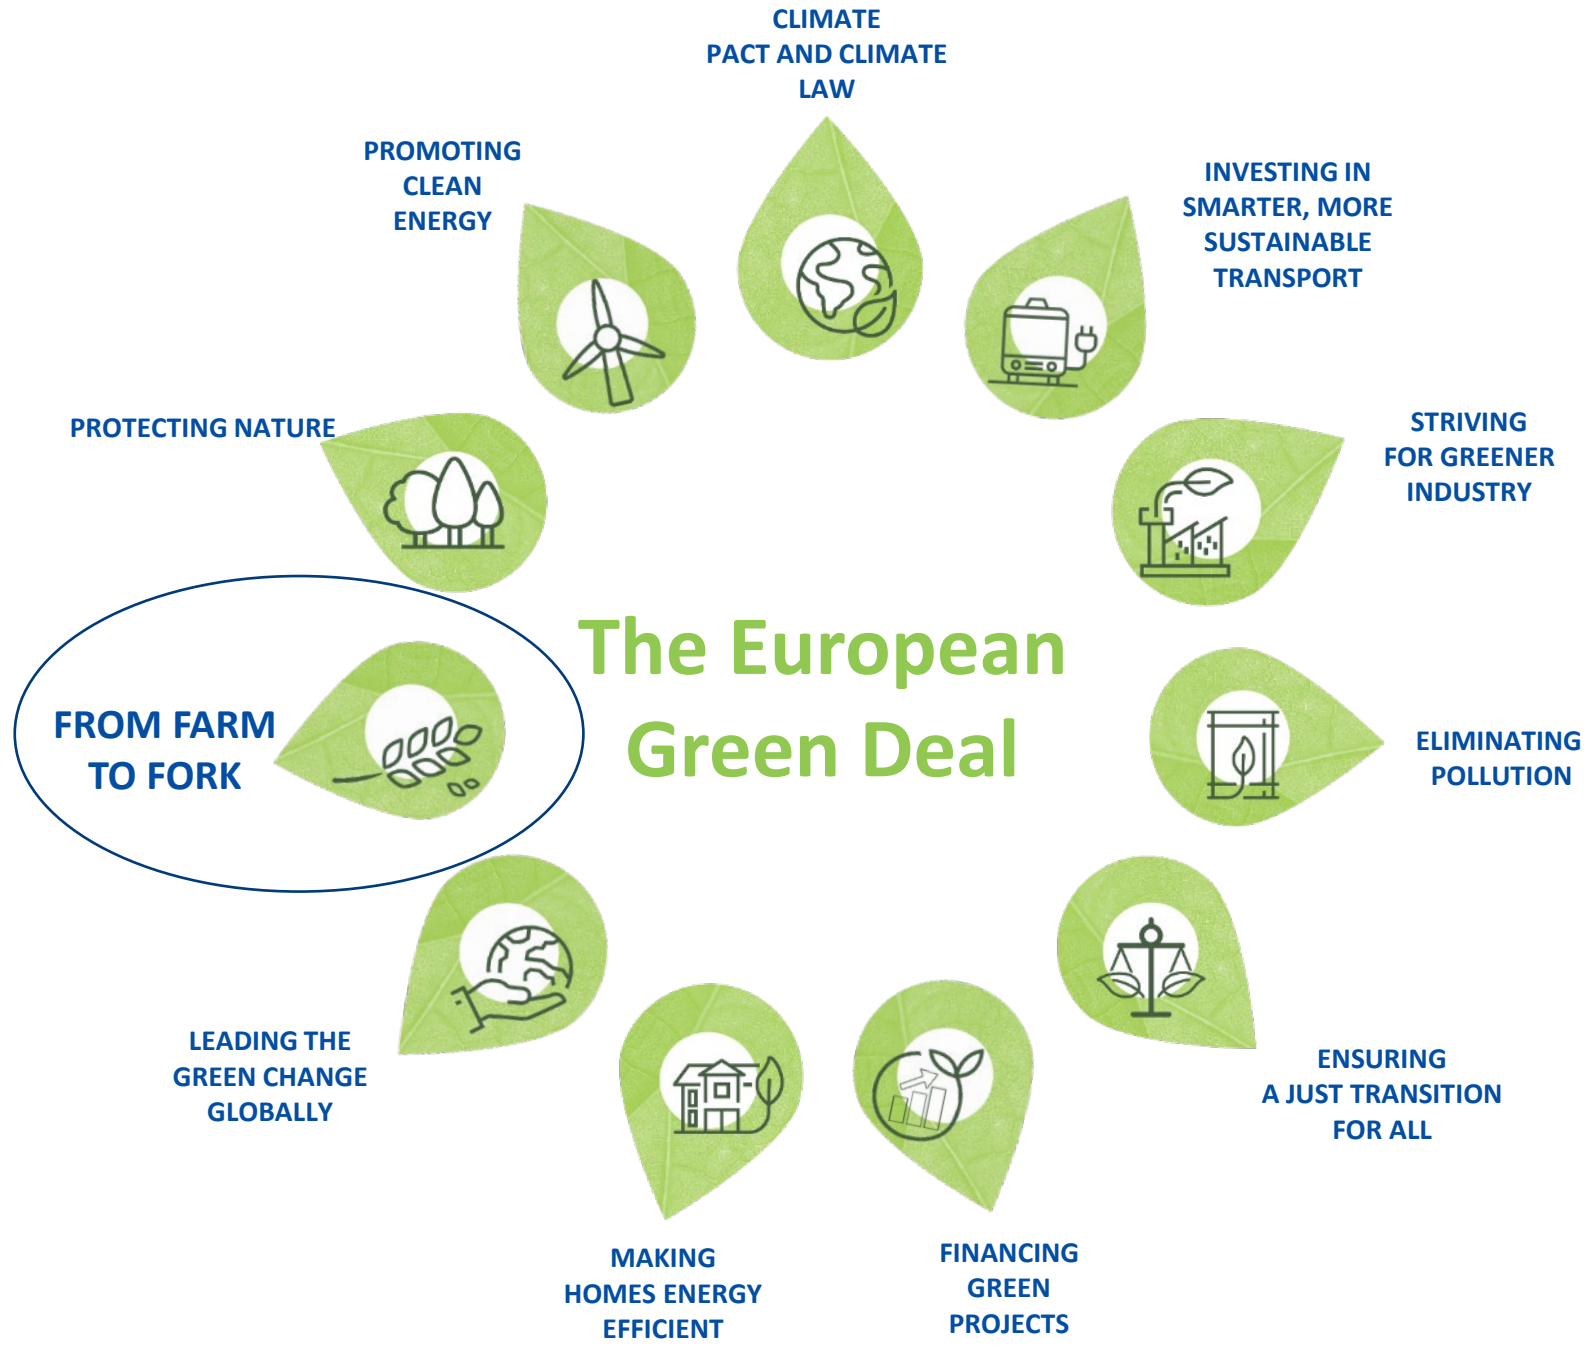 CLIMATE
PACT AND CLIMATE
LAW
PROMOTING
CLEAN
ENERGY
INVESTING IN
SMARTER, MORE
SUSTAINABLE
TRANSPORT
PROTECTING NATURE
STRIVING
FOR GREENER
INDUSTRY
The European
Green Deal
FROM FARM
TO FORK
ELIMINATING
POLLUTION
LEADING THE
GREEN CHANGE
GLOBALLY
ENSURING
A JUST TRANSITION
FOR ALL
MAKING
HOMES ENERGY
EFFICIENT
FINANCING
GREEN
PROJECTS